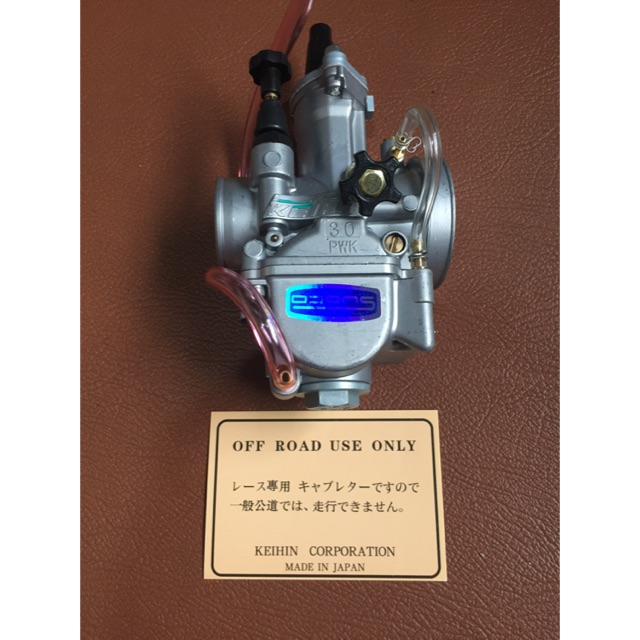 30
PWK
OFF ROAD USE ONLY
レース専用 キャブレターですので
一般公道では、走行できません。
KEIHIN CORPORATION
MADE IN JAPAN